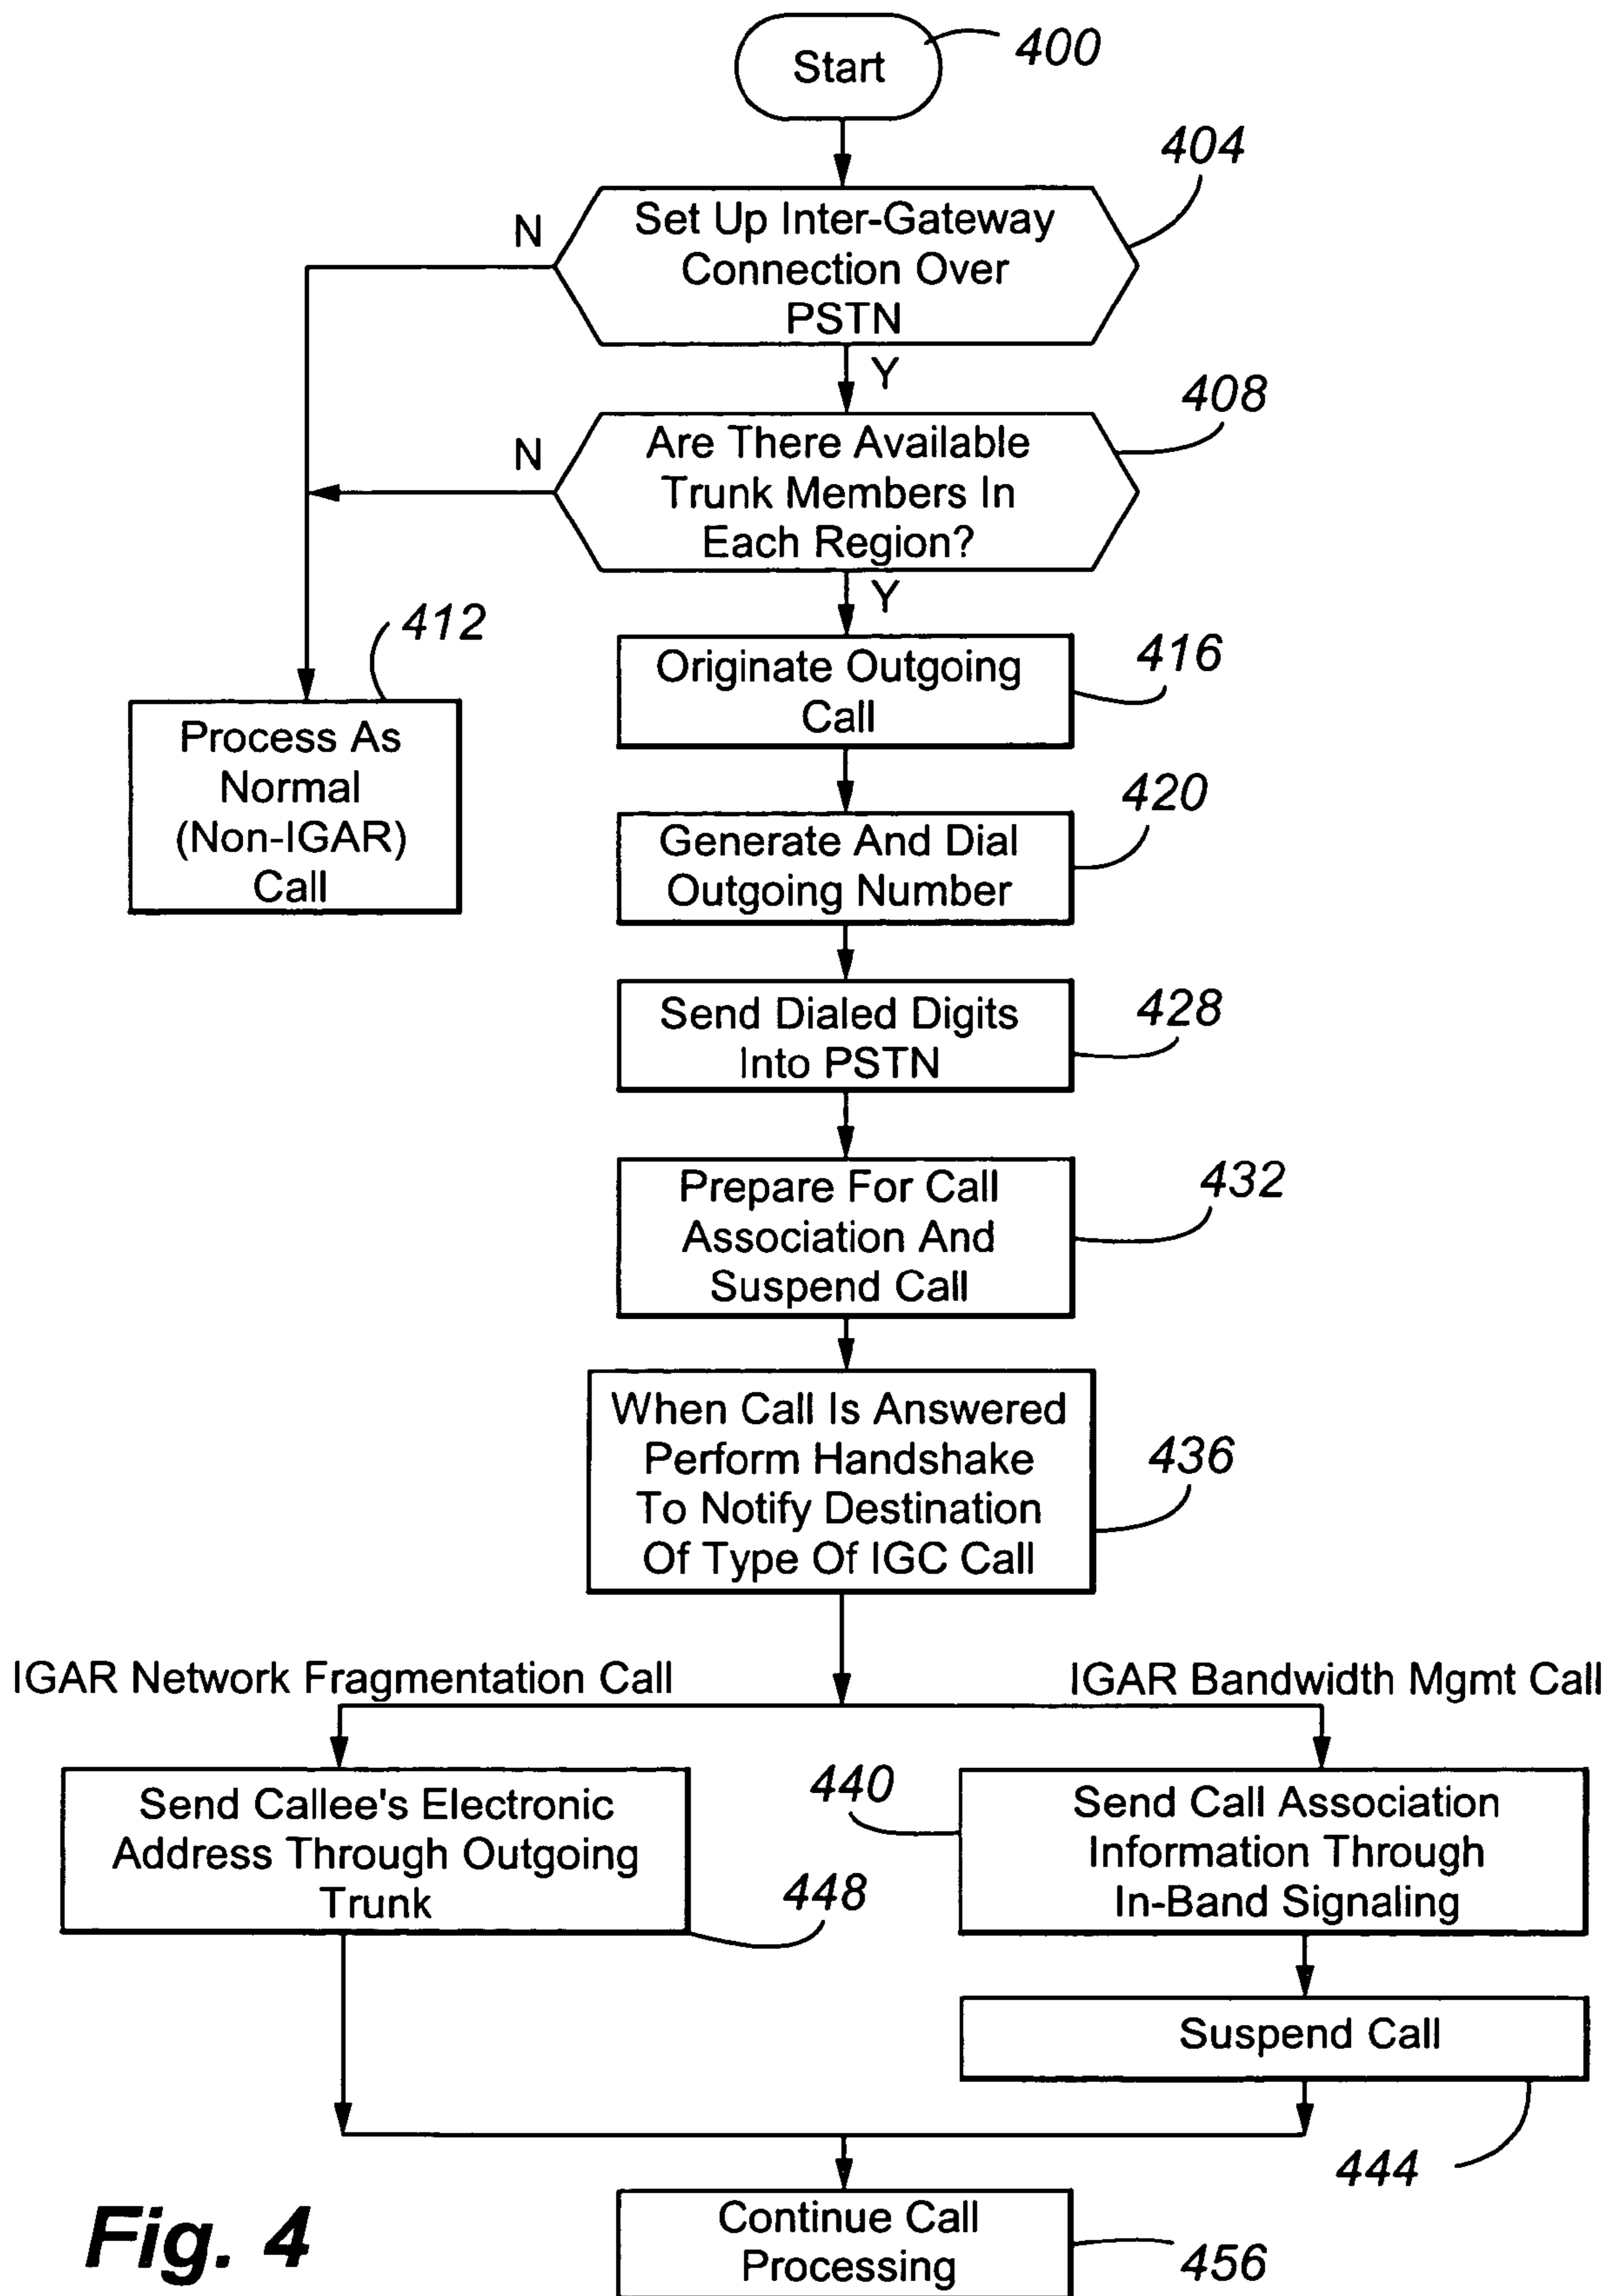 Start
400
404
N
Set Up Inter-Gateway
Connection Over
PSTN
Y
408
N
Are There Available
Trunk Members In
Each Region?
Y
412
Process As
Normal
(Non-IGAR)
Call
Originate Outgoing
Call
416
Generate And Dial
Outgoing Number
420
Send Dialed Digits
Into PSTN
428
Prepare For Call
Association And
Suspend Call
432
When Call Is Answered
Perform Handshake
To Notify Destination
Of Type Of IGC Call
436
IGAR Network Fragmentation Call
IGAR Bandwidth Mgmt Call
Send Callee's Electronic
Address Through Outgoing
Trunk
448
440
Send Call Association
Information Through
In-Band Signaling
Suspend Call
444
Continue Call
Processing
456
Fig. 4